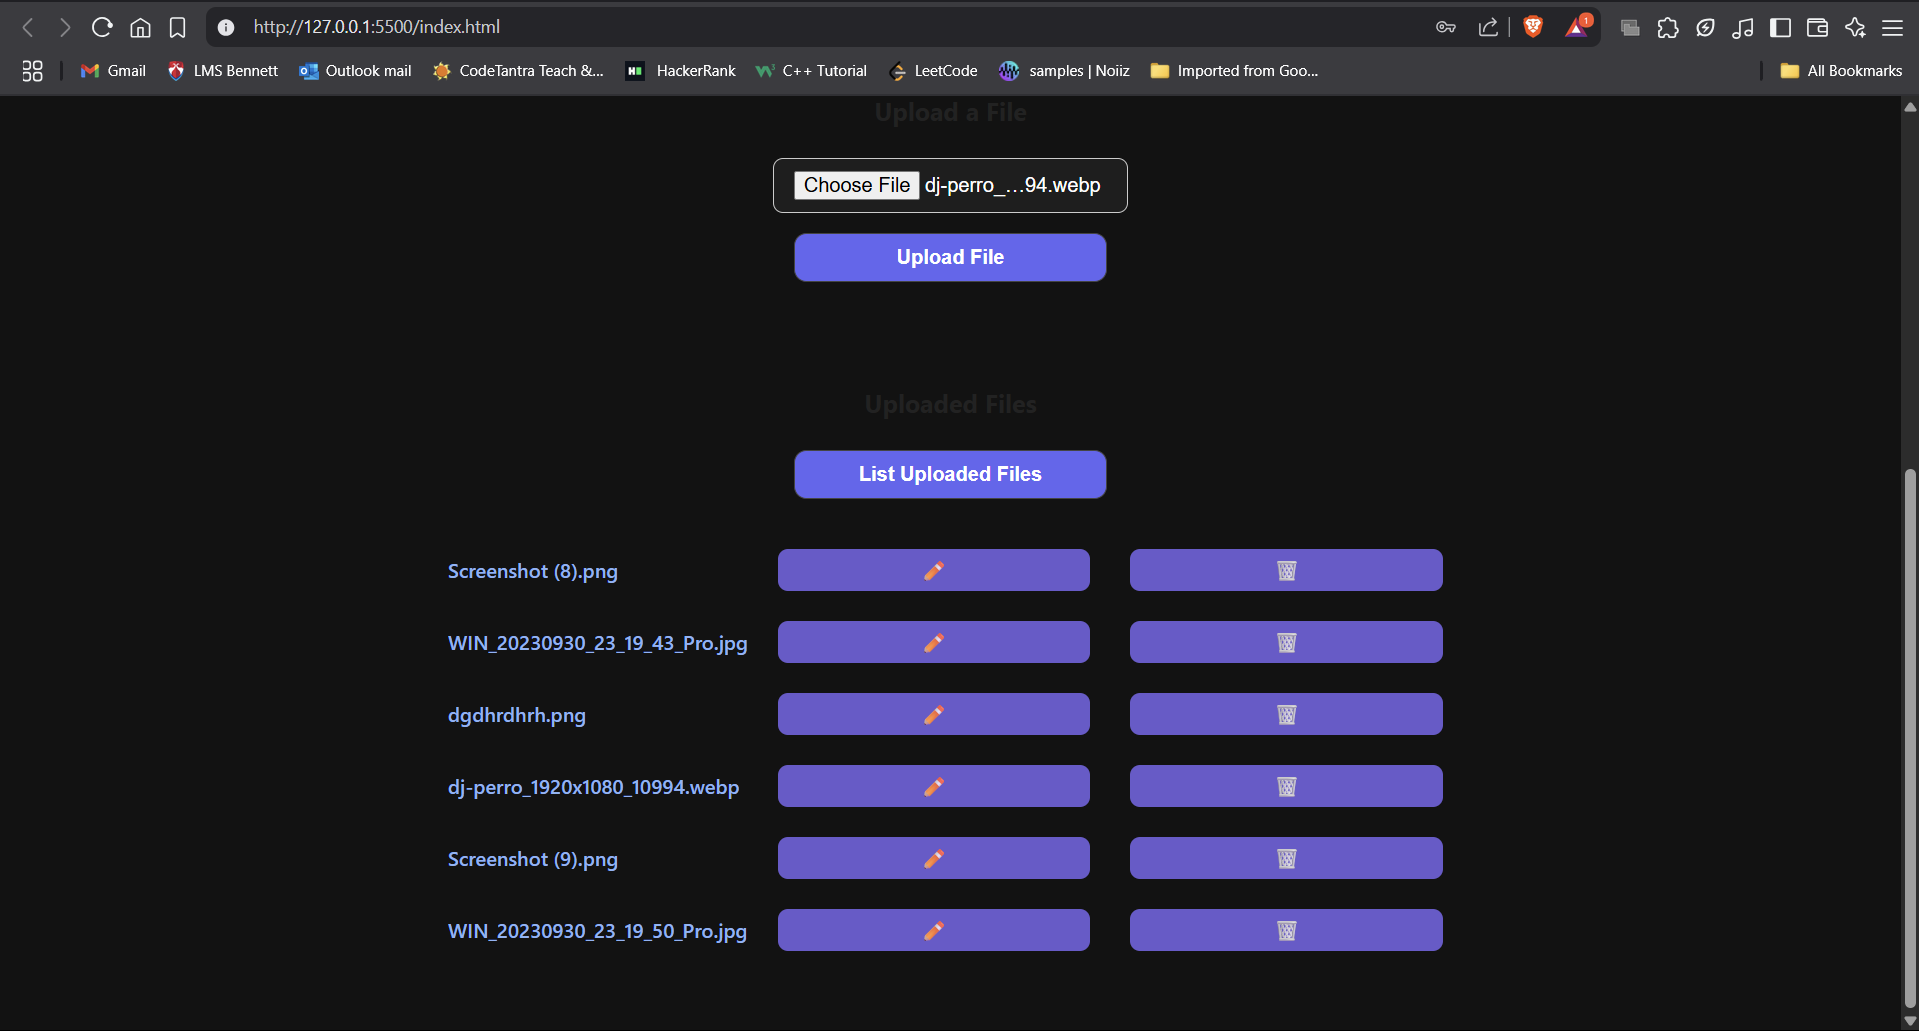 http://127.0.0.1:5500/index.html
1
Gmail
LMS Bennett
Outlook mail
CodeTantra Teach &...
HackerRank
C++ Tutorial
LeetCode
samples | Noiiz
Imported from Goo...
All Bookmarks
Upload a File
Choose File dj-perro_...94.webp
Upload File
Uploaded Files
List Uploaded Files
Screenshot (8).png
WIN_20230930_23_19_43_Pro.jpg
dgdhrdhrh.png
dj-perro_1920x1080_10994.webp
Screenshot (9).png
WIN_20230930_23_19_50_Pro.jpg